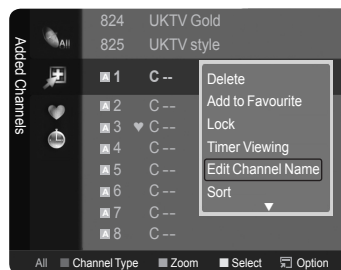 824 UKTV Gold
All
825 UKTV style
Added Channels
A 1 C --
Delete
Add to Favourite
Lock
Timer Viewing
Edit Channel Name
Sort
A 2 C --
A 3 ♥ C --
A 4 C --
A 5 C --
A 6 C --
A 7 C --
A 8 C --
All Channel Type Zoom Select Option